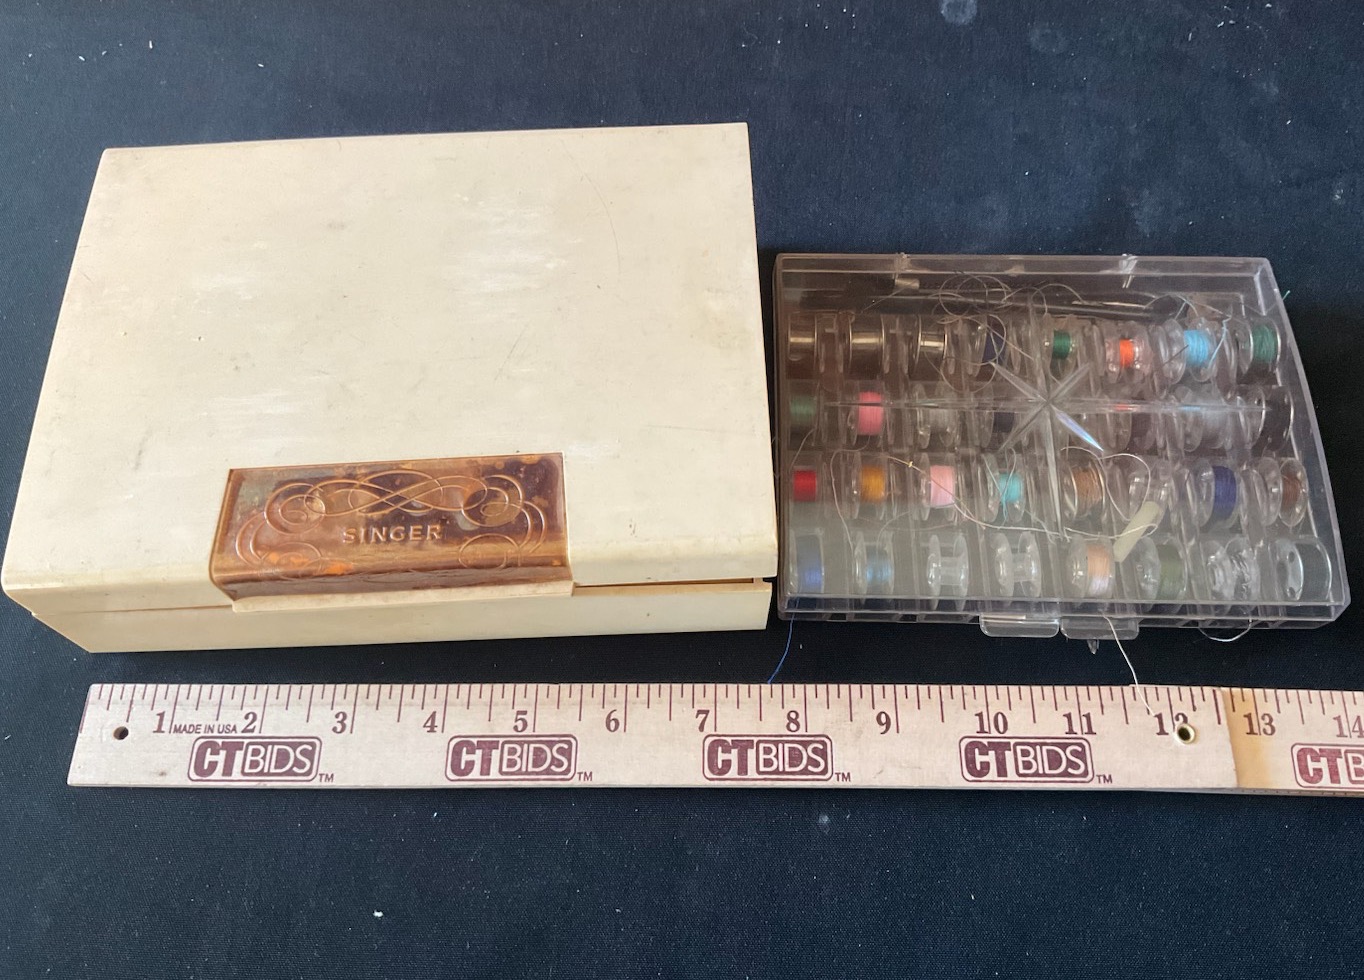 SINGER
1 MADE IN USA 2 3 4 5 6 7 8 9 10 11 12 13 14
CTBIDS TM CTBIDS TM CTBIDS TM CTBIDS TM CTB